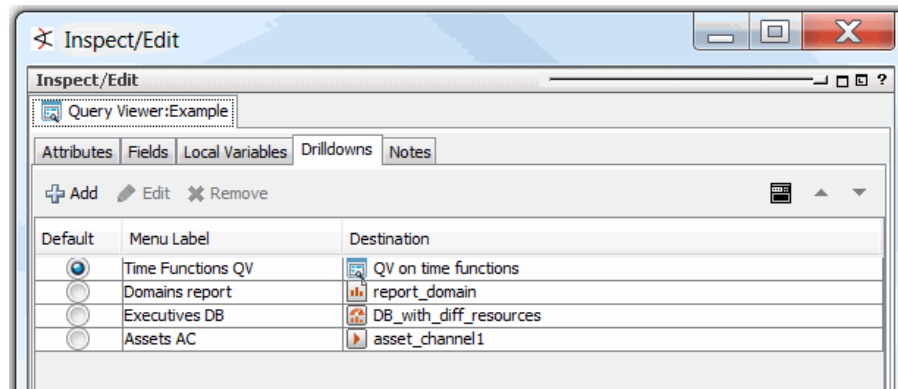 Inspect/Edit
Inspect/Edit ?
Query Viewer:Example
Attributes Fields Local Variables Drilldowns Notes
Add Edit Remove
Default Menu Label Destination
Time Functions QV QV on time functions
Domains report report_domain
Executives DB DB_with_diff_resources
Assets AC asset_channel1